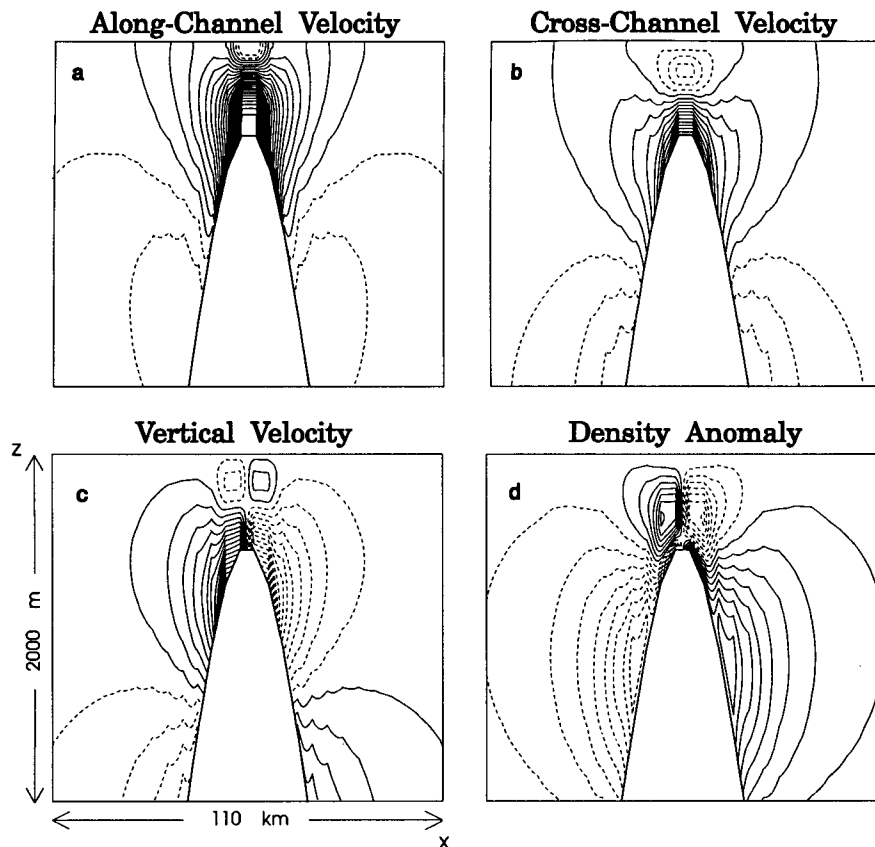 Along-Channel Velocity
Cross-Channel Velocity
a
b
Vertical Velocity
Density Anomaly
z
c
d
2000 m
110 km
x